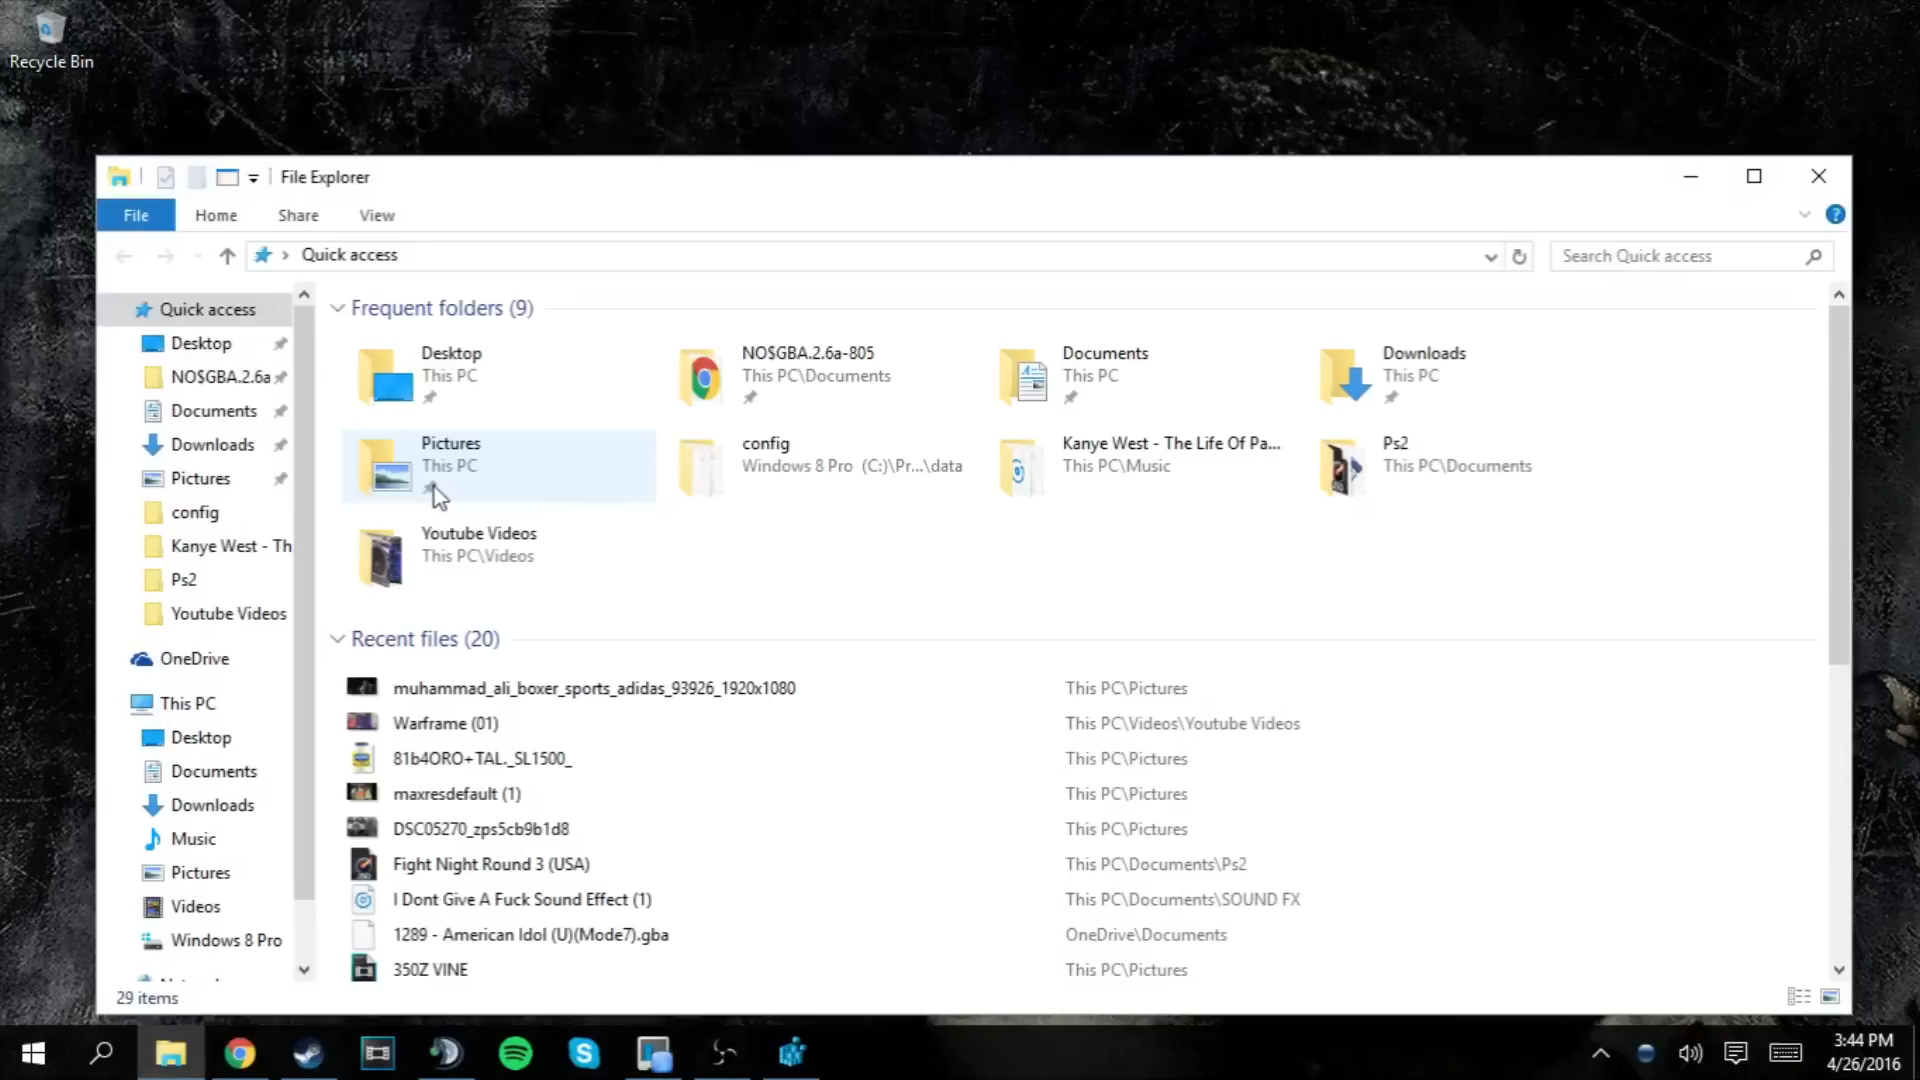 Recycle Bin
File Explorer
File Home Share View
Quick access
Search Quick access
Quick access
Desktop
NO$GBA.2.6a
Documents
Downloads
Pictures
config
Kanye West - Th
Ps2
Youtube Videos
OneDrive
This PC
Desktop
Documents
Downloads
Music
Pictures
Videos
Windows 8 Pro
29 items
Frequent folders (9)
Desktop
This PC
NO$GBA.2.6a-805
This PC\Documents
Documents
This PC
Downloads
This PC
Pictures
This PC
config
Windows 8 Pro (C:)\Pr...\data
Kanye West - The Life Of Pa...
This PC\Music
Ps2
This PC\Documents
Youtube Videos
This PC\Videos
Recent files (20)
muhammad_ali_boxer_sports_adidas_93926_1920x1080 This PC\Pictures
Warframe (01) This PC\Videos\Youtube Videos
81b4ORO+TAL._SL1500_ This PC\Pictures
maxresdefault (1) This PC\Pictures
DSC05270_zps5cb9b1d8 This PC\Pictures
Fight Night Round 3 (USA) This PC\Documents\Ps2
I Dont Give A Fuck Sound Effect (1) This PC\Documents\SOUND FX
1289 - American Idol (U)(Mode7).gba OneDrive\Documents
350Z VINE This PC\Pictures
3:44 PM
4/26/2016